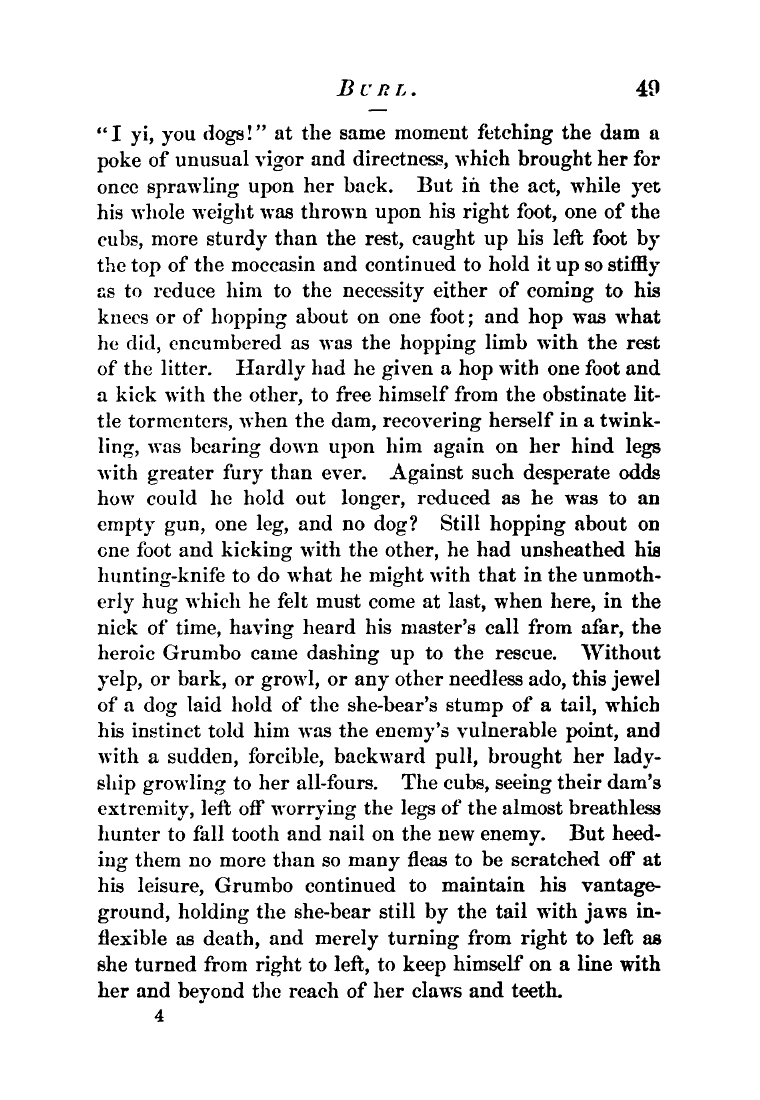 BURL. 49
"I yi, you dogs!" at the same moment fetching the dam a
poke of unusual vigor and directness, which brought her for
once sprawling upon her back. But in the act, while yet
his whole weight was thrown upon his right foot, one of the
cubs, more sturdy than the rest, caught up his left foot by
the top of the moccasin and continued to hold it up so stiffly
as to reduce him to the necessity either of coming to his
knees or of hopping about on one foot; and hop was what
he did, encumbered as was the hopping limb with the rest
of the litter. Hardly had he given a hop with one foot and
a kick with the other, to free himself from the obstinate lit-
tle tormenters, when the dam, recovering herself in a twink-
ling, was bearing down upon him again on her hind legs
with greater fury than ever. Against such desperate odds
how could he hold out longer, reduced as he was to an
empty gun, one leg, and no dog? Still hopping about on
one foot and kicking with the other, he had unsheathed his
hunting-knife to do what he might with that in the unmoth-
erly hug which he felt must come at last, when here, in the
nick of time, having heard his master's call from afar, the
heroic Grumbo came dashing up to the rescue. Without
yelp, or bark, or growl, or any other needless ado, this jewel
of a dog laid hold of the she-bear's stump of a tail, which
his instinct told him was the enemy's vulnerable point, and
with a sudden, forcible, backward pull, brought her lady-
ship growling to her all-fours. The cubs, seeing their dam's
extremity, left off worrying the legs of the almost breathless
hunter to fall tooth and nail on the new enemy. But heed-
ing them no more than so many fleas to be scratched off at
his leisure, Grumbo continued to maintain his vantage-
ground, holding the she-bear still by the tail with jaws in-
flexible as death, and merely turning from right to left as
she turned from right to left, to keep himself on a line with
her and beyond the reach of her claws and teeth.
4